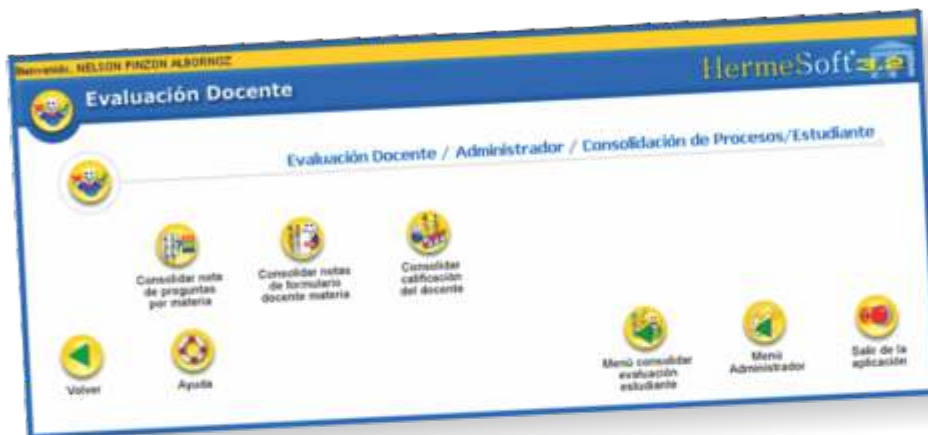 Bienvenido, NELSON PINZON ALBORNOZ
Evaluación Docente
HermeSoft 3.2
Evaluación Docente / Administrador / Consolidación de Procesos/Estudiante
Consolidar nota
de preguntas
por materia
Consolidar notas
de formulario
docente materia
Consolidar
calificación
del docente
Volver
Ayuda
Menú consolidar
evaluación
estudiante
Menú
Administrador
Salir de la
aplicación